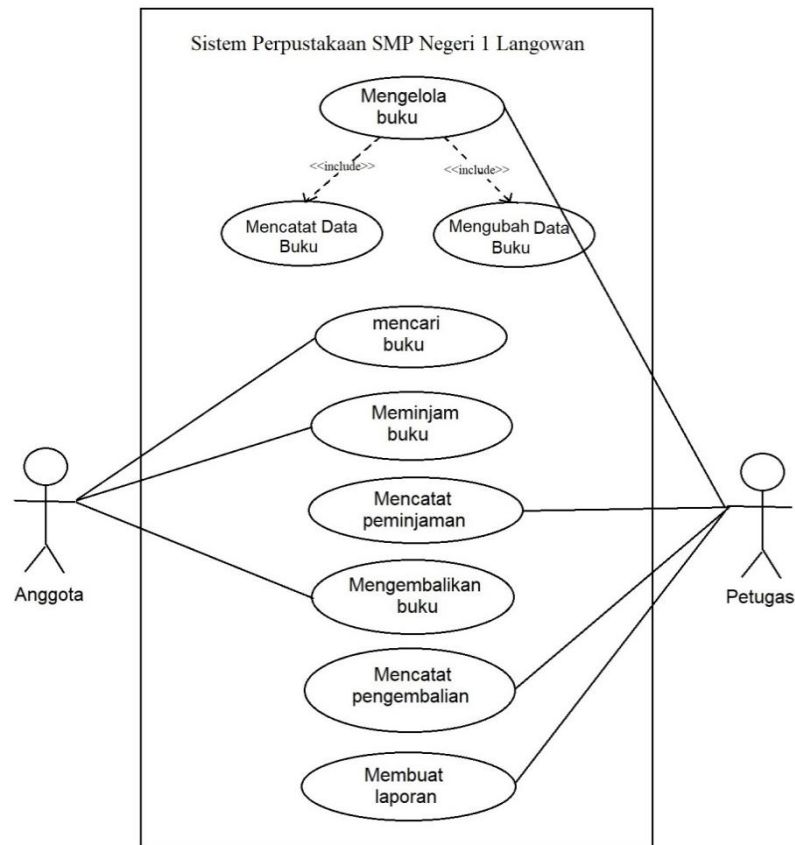 Sistem Perpustakaan SMP Negeri 1 Langowan
Mengelola
buku
<<include>>
<<include>>
Mencatat Data
Buku
Mengubah Data
Buku
mencari
buku
Meminjam
buku
Mencatat
peminjaman
Anggota
Petugas
Mengembalikan
buku
Mencatat
pengembalian
Membuat
laporan